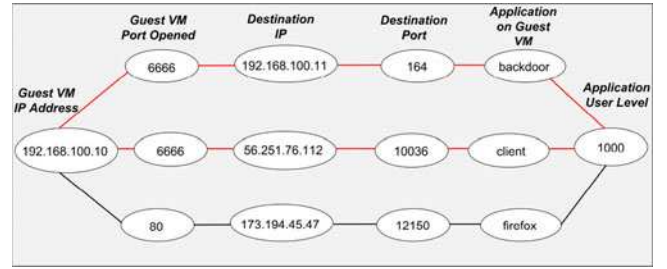 Guest VM
Port Opened
Destination
IP
Destination
Port
Application
on Guest
VM
6666
192.168.100.11
164
backdoor
Guest VM
IP Address
Application
User Level
192.168.100.10
6666
56.251.76.112
10036
client
1000
80
173.194.45.47
12150
firefox